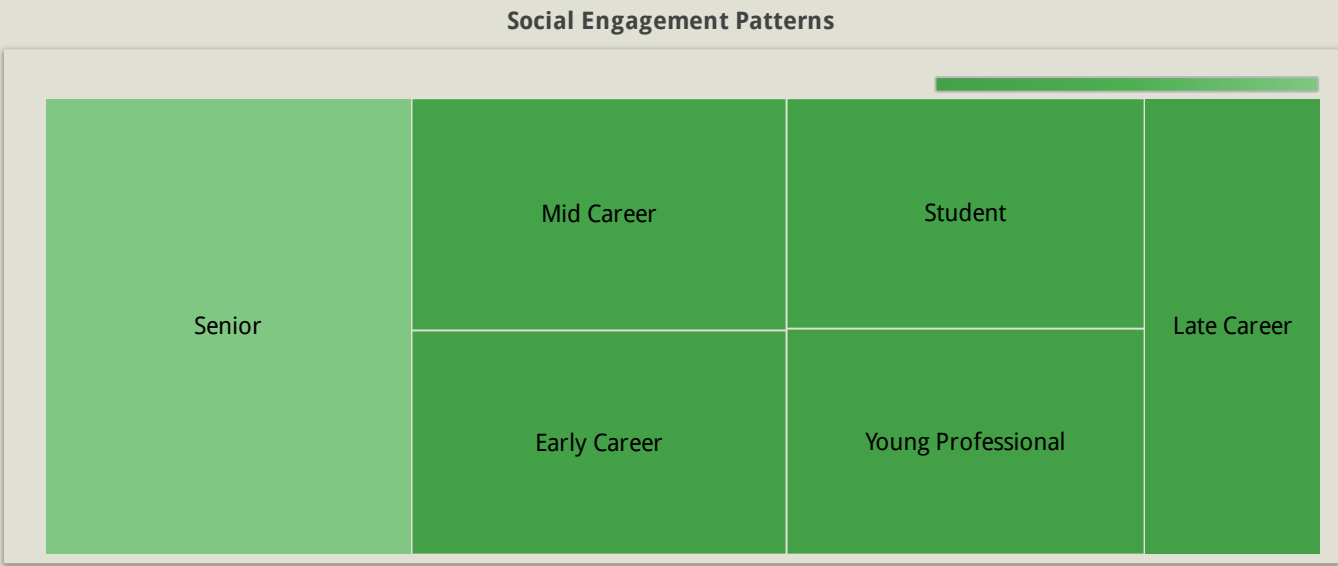 Social Engagement Patterns
Senior
Mid Career
Early Career
Student
Young Professional
Late Career